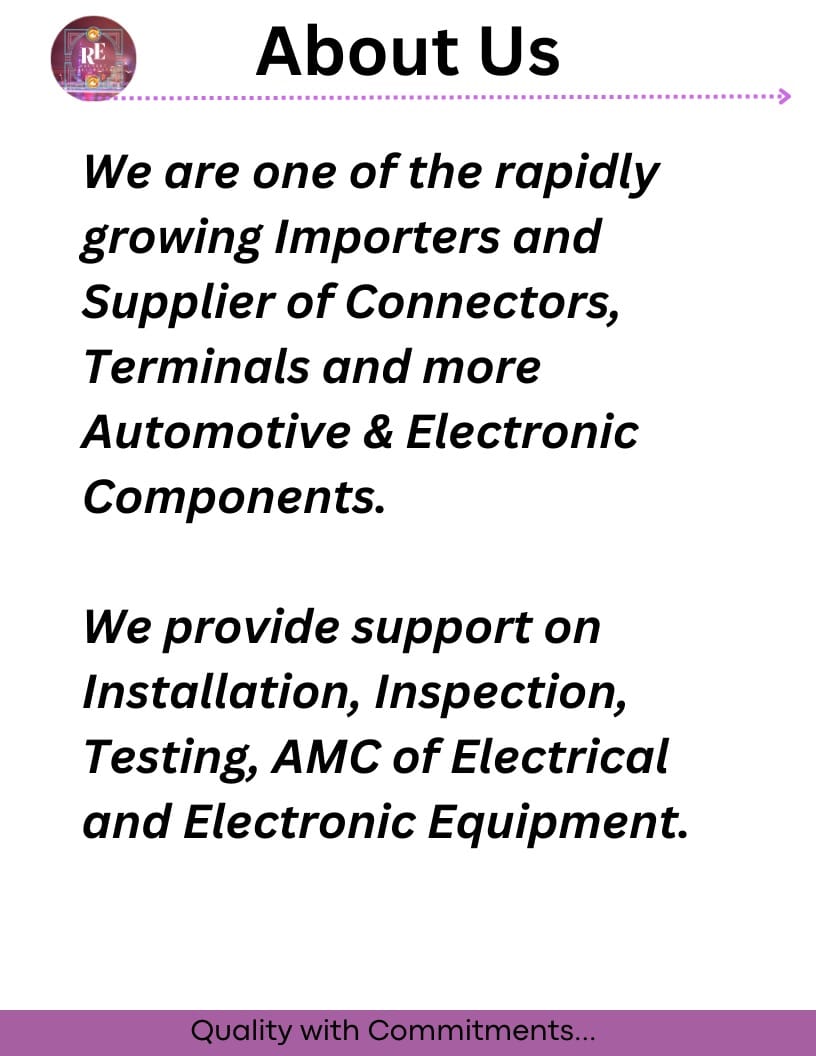 RE
About Us
We are one of the rapidly
growing Importers and
Supplier of Connectors,
Terminals and more
Automotive & Electronic
Components.
We provide support on
Installation, Inspection,
Testing, AMC of Electrical
and Electronic Equipment.
Quality with Commitments...